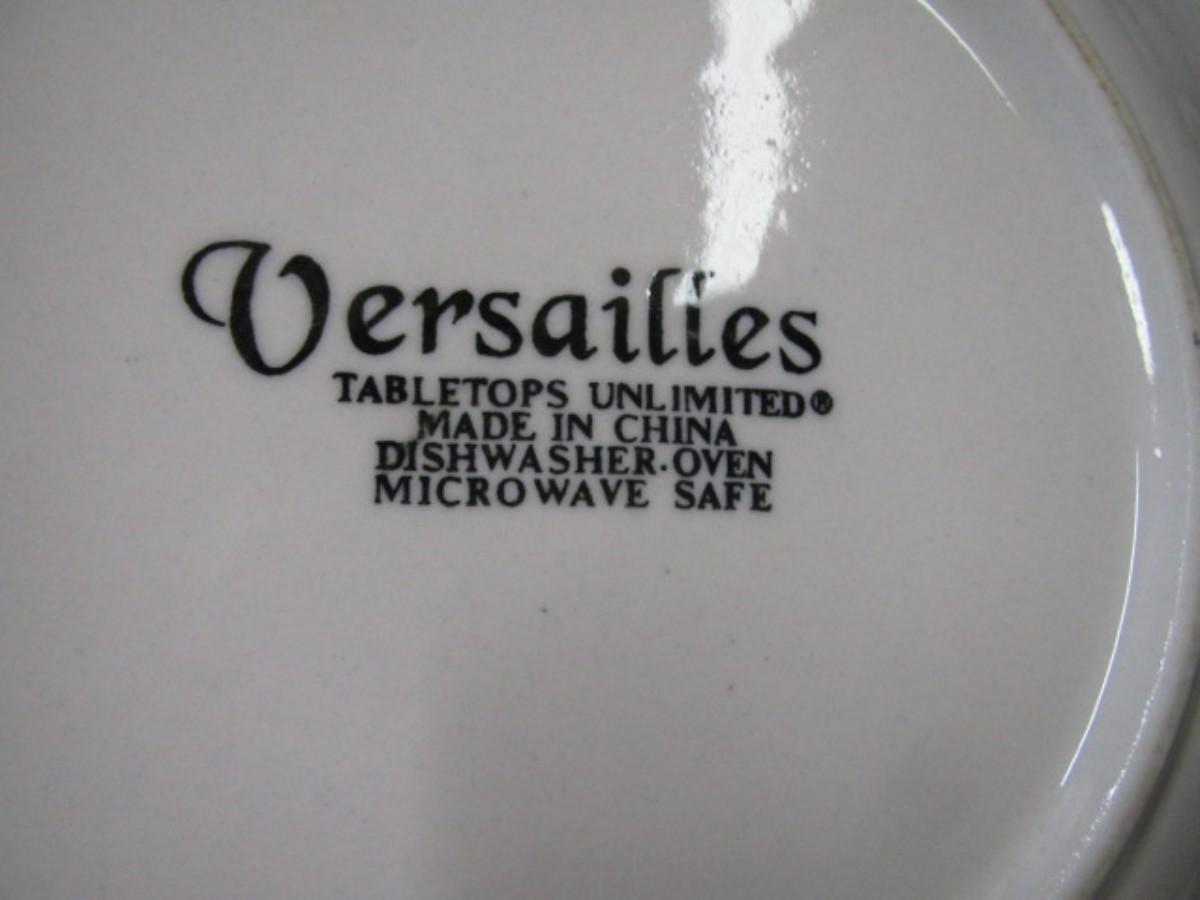 Versailles
TABLETOPS UNLIMITED®
MADE IN CHINA
DISHWASHER·OVEN
MICROWAVE SAFE